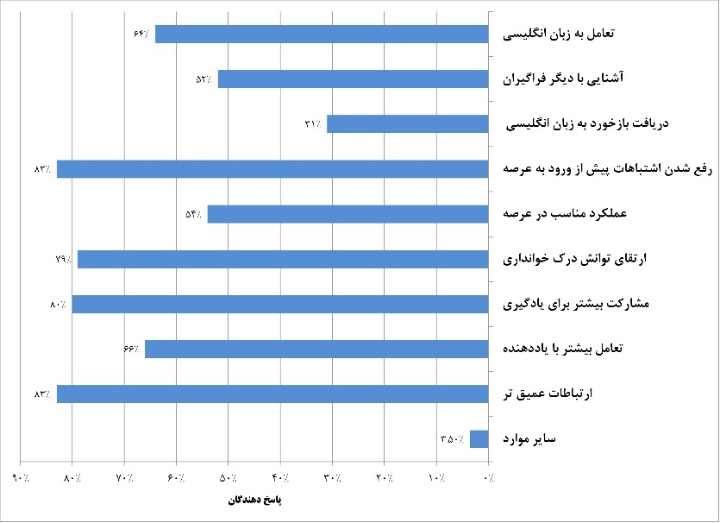 تعامل به زبان انگلیسی
۶۴٪
آشنایی با دیگر فراگیران
۵۲٪
دریافت بازخورد به زبان انگلیسی
۳۱٪
رفع شدن اشتباهات پیش از ورود به عرصه
۸۳٪
عملکرد مناسب در عرصه
۵۴٪
ارتقای توانش درک خوانداری
۷۹٪
مشارکت بیشتر برای یادگیری
۸۰٪
تعامل بیشتر با یاددهنده
۶۶٪
ارتباطات عمیق تر
۸۳٪
سایر موارد
۳.۵۰٪
۰٪ ۱۰٪ ۲۰٪ ۳۰٪ ۴۰٪ ۵۰٪ ۶۰٪ ۷۰٪ ۸۰٪ ۹۰٪
پاسخ دهندگان